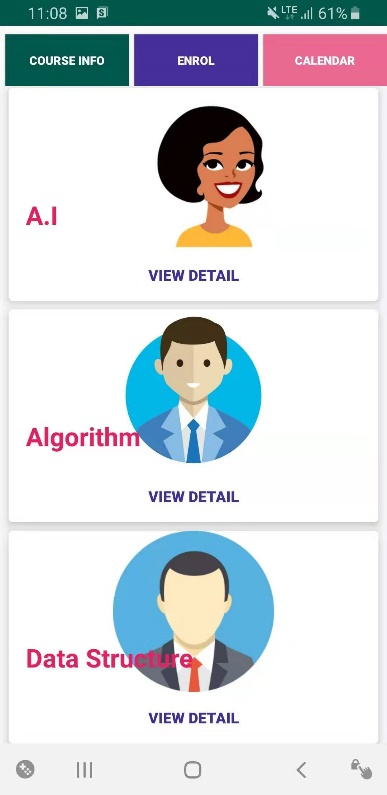 11:08 LTE 61%
COURSE INFO ENROL CALENDAR
A.I
VIEW DETAIL
Algorithm
VIEW DETAIL
Data Structure
VIEW DETAIL